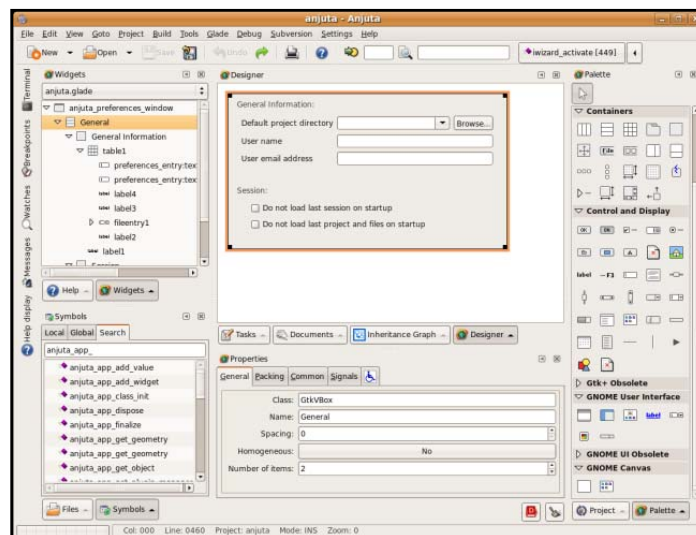 anjuta - Anjuta
File Edit View Goto Project Build Tools Glade Debug Subversion Settings Help
New Open Save Undo iwizard_activate [449]
Terminal
Breakpoints
Watches
Messages
Help display
Widgets
anjuta.glade
anjuta_preferences_window
General
General Information
table1
preferences_entry:tex
preferences_entry:tex
label4
label3
fileentry1
label2
label1
Help Widgets
Symbols
Local Global Search
anjuta_app_
anjuta_app_add_value
anjuta_app_add_widget
anjuta_app_class_init
anjuta_app_dispose
anjuta_app_finalize
anjuta_app_get_geometry
anjuta_app_get_geometry
anjuta_app_get_object
Files Symbols
Designer
General Information:
Default project directory Browse...
User name
User email address
Session:
Do not load last session on startup
Do not load last project and files on startup
Tasks Documents Inheritance Graph Designer
Properties
General Packing Common Signals
Class: GtkVBox
Name: General
Spacing: 0
Homogeneous: No
Number of items: 2
Palette
Containers
Control and Display
label
Gtk+ Obsolete
GNOME User Interface
label
GNOME UI Obsolete
GNOME Canvas
Project Palette
Col: 000 Line: 0460 Project: anjuta Mode: INS Zoom: 0